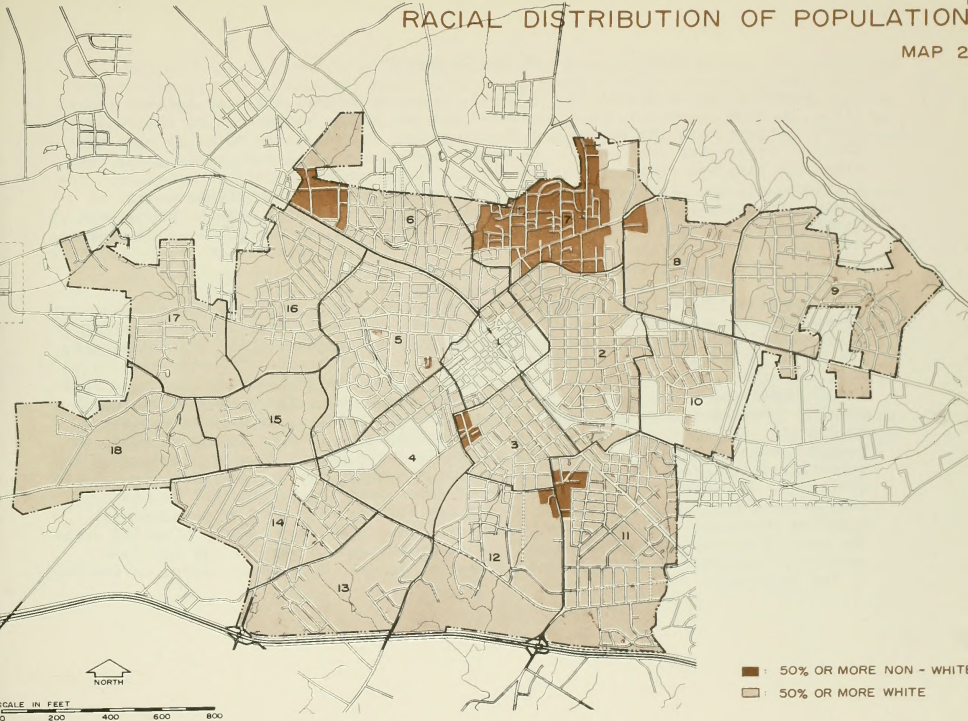 RACIAL DISTRIBUTION OF POPULATION
MAP 2
6
7
8
9
16
17
5
1
2
10
15
18
4
3
14
11
12
13
NORTH
SCALE IN FEET
0 200 400 600 800
: 50% OR MORE NON - WHITE
: 50% OR MORE WHITE